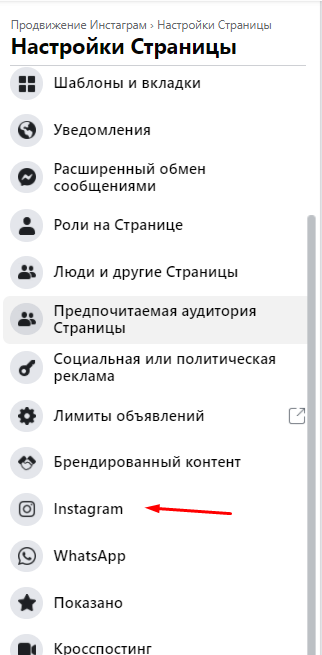 Продвижение Инстаграм › Настройки Страницы
Настройки Страницы
Шаблоны и вкладки
Уведомления
Расширенный обмен
сообщениями
Роли на Странице
Люди и другие Страницы
Предпочитаемая аудитория
Страницы
Социальная или политическая
реклама
Лимиты объявлений
Брендированный контент
Instagram
WhatsApp
Показано
Кросспостинг